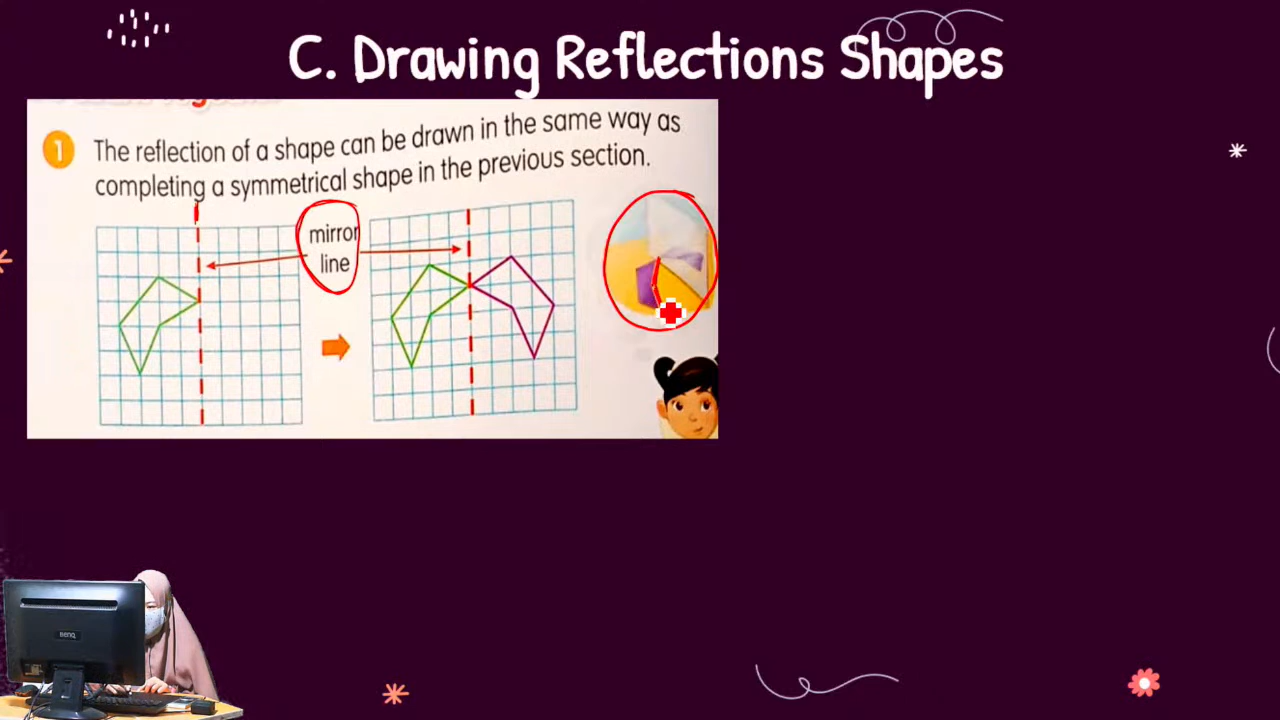 C. Drawing Reflections Shapes
1 The reflection of a shape can be drawn in the same way as
completing a symmetrical shape in the previous section.
mirror
line
BenQ